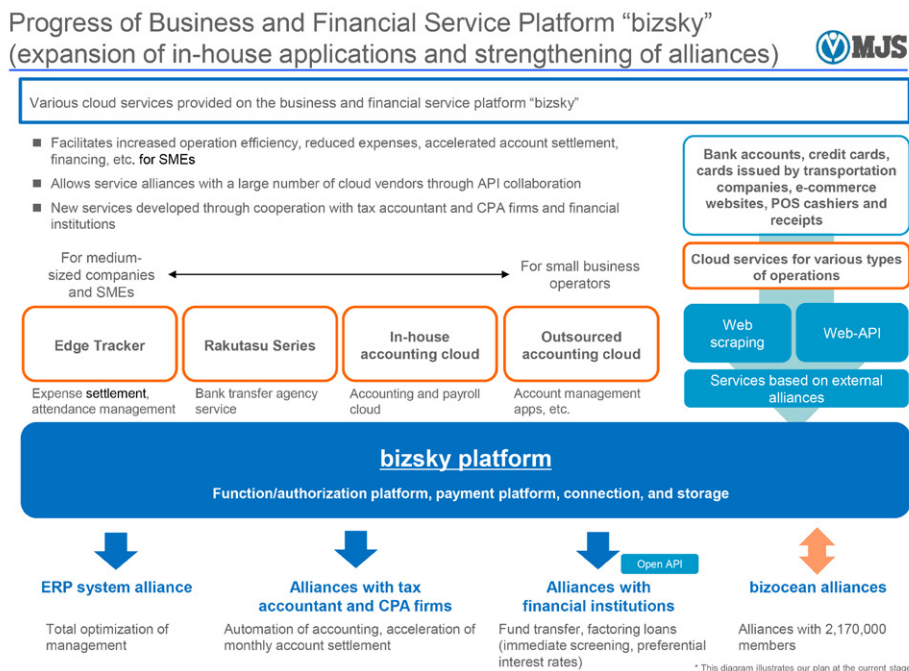 Progress of Business and Financial Service Platform “bizsky”
(expansion of in-house applications and strengthening of alliances)
MJS
Various cloud services provided on the business and financial service platform “bizsky”
Facilitates increased operation efficiency, reduced expenses, accelerated account settlement,
financing, etc. for SMEs
Allows service alliances with a large number of cloud vendors through API collaboration
New services developed through cooperation with tax accountant and CPA firms and financial
institutions
Bank accounts, credit cards,
cards issued by transportation
companies, e-commerce
websites, POS cashiers and
receipts
Cloud services for various types
of operations
Web
scraping
Web-API
Services based on external
alliances
For medium-
sized companies
and SMEs
For small business
operators
Edge Tracker
Rakutasu Series
In-house
accounting cloud
Outsourced
accounting cloud
Expense settlement,
attendance management
Bank transfer agency
service
Accounting and payroll
cloud
Account management
apps, etc.
bizsky platform
Function/authorization platform, payment platform, connection, and storage
Open API
ERP system alliance
Total optimization of
management
Alliances with tax
accountant and CPA firms
Automation of accounting, acceleration of
monthly account settlement
Alliances with
financial institutions
Fund transfer, factoring loans
(immediate screening, preferential
interest rates)
bizocean alliances
Alliances with 2,170,000
members
* This diagram illustrates our plan at the current stage